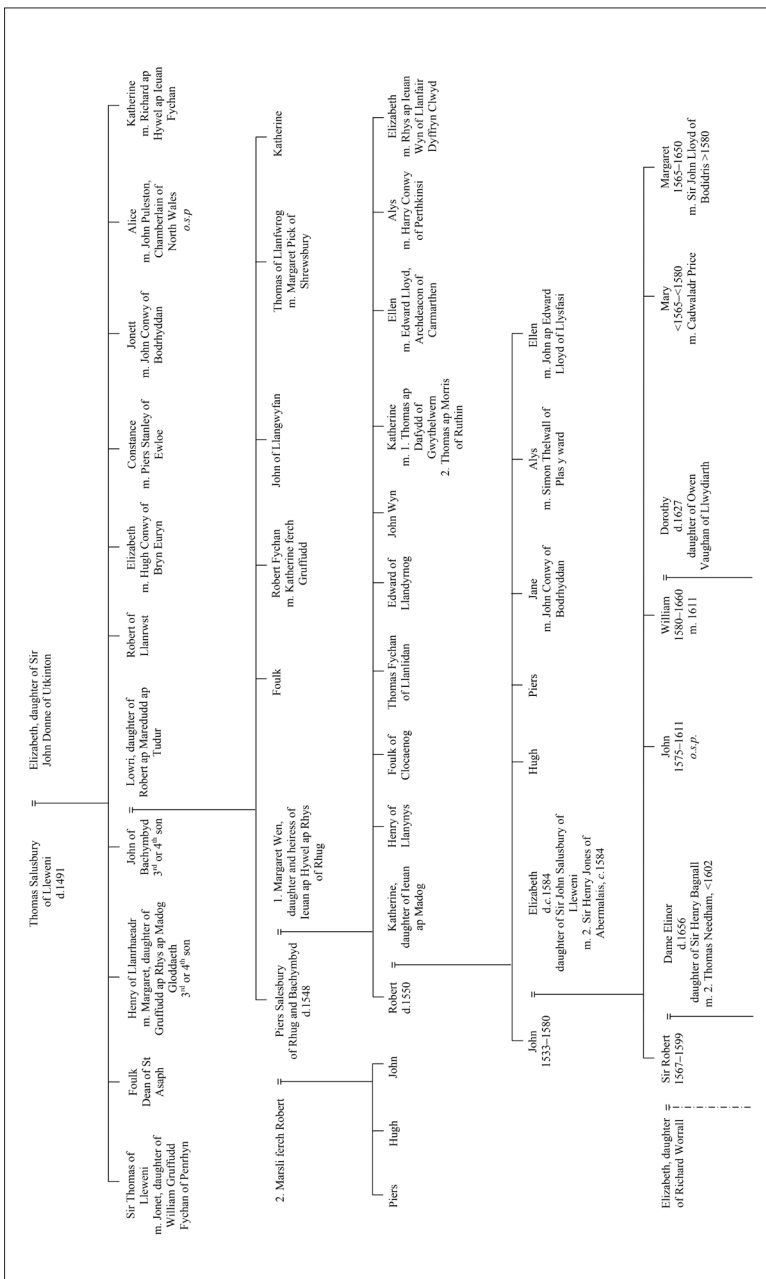 Thomas Salusbury
of Lleweni
d.1491
=
Elizabeth, daughter of Sir
John Donne of Utkinton
Sir Thomas of
Lleweni
m. Jonet, daughter of
William Gruffudd
Fychan of Penrhyn
Foulk
Dean of St
Asaph
Henry of Llanrhaeadr
m. Margaret, daughter of
Gruffudd ap Rhys ap Madog
Gloddaeth
3rd or 4th son
John of
Bachymbyd
3rd or 4th son
=
Lowri, daughter of
Robert ap Maredudd ap
Tudur
Robert of
Llanrwst
Elizabeth
m. Hugh Conwy of
Bryn Euryn
Constance
m. Piers Stanley of
Ewloe
Jonett
m. John Conwy of
Bodrhyddan
Alice
m. John Puleston,
Chamberlain of
North Wales
o.s.p
Katherine
m. Richard ap
Hywel ap Ieuan
Fychan
2. Marsli ferch Robert
=
Piers Salesbury
of Rhug and Bachymbyd
d.1548
=
1. Margaret Wen,
daughter and heiress of
Ieuan ap Hywel ap Rhys
of Rhug
Foulk
Robert Fychan
m. Katherine ferch
Gruffudd
John of Llangwyfan
Thomas of Llanfwrog
m. Margaret Pick of
Shrewsbury
Katherine
Piers
Hugh
John
Robert
d.1550
=
Katherine,
daughter of Ieuan
ap Madog
Henry of
Llanynys
Foulk of
Clocaenog
Thomas Fychan
of Llanlidan
Edward of
Llandyrnog
John Wyn
Katherine
m. 1. Thomas ap
Dafydd of
Gwythelwern
2. Thomas ap Morris
of Ruthin
Ellen
m. Edward Lloyd,
Archdeacon of
Carmarthen
Alys
m. Harry Conwy
of Perthkinsi
Elizabeth
m. Rhys ap Ieuan
Wyn of Llanfair
Dyffryn Clwyd
John
1533–1580
=
Elizabeth
d.c.1584
daughter of Sir John Salusbury of
Lleweni
m. 2. Sir Henry Jones of
Abermalais, c.1584
Hugh
Piers
Jane
m. John Conwy of
Bodrhyddan
Alys
m. Simon Thelwall of
Plas y ward
Ellen
m. John ap Edward
Lloyd of Llysfasi
Elizabeth, daughter
of Richard Worrall
=
Sir Robert
1567–1599
=
Dame Elinor
d.1656
daughter of Sir Henry Bagnall
m. 2. Thomas Needham, <1602
John
1575–1611
o.s.p.
William
1580–1660
m. 1611
=
Dorothy
d.1627
daughter of Owen
Vaughan of Llwydiarth
Mary
<1565–<1580
m. Cadwaladr Price
Margaret
1565–1650
m. Sir John Lloyd of
Bodidris >1580